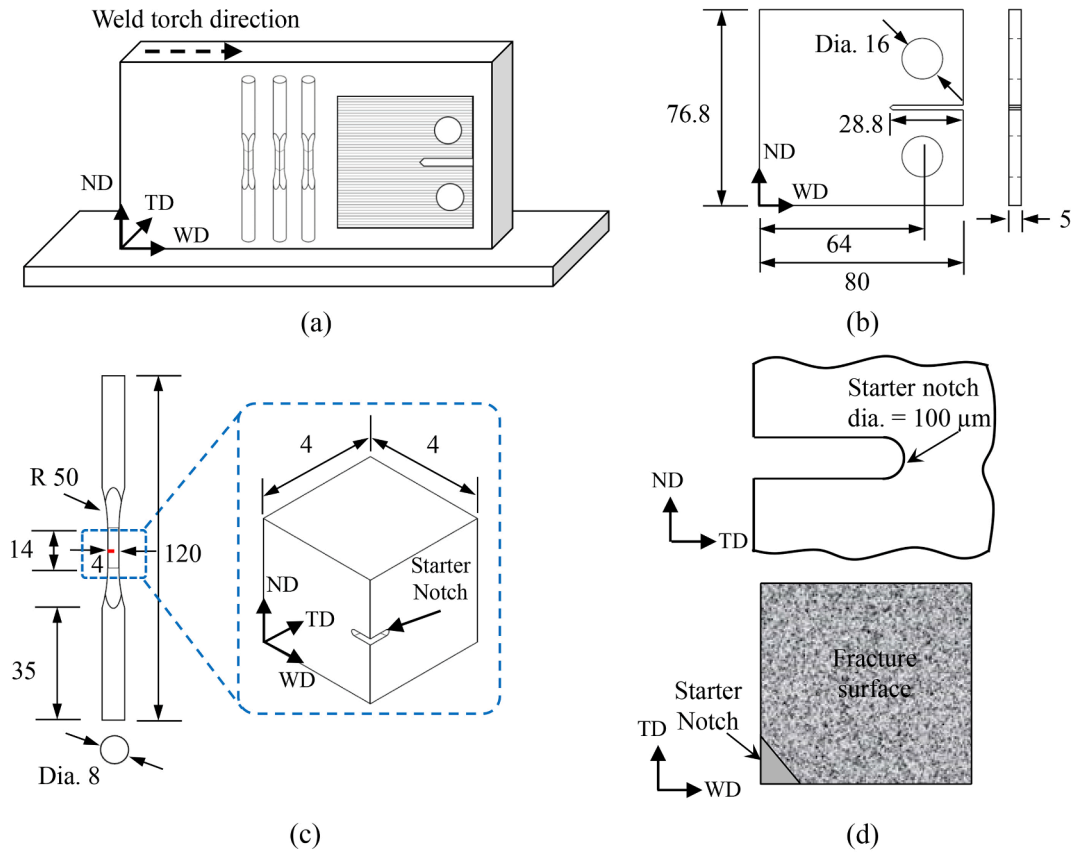 Weld torch direction
ND
TD
WD
(a)
Dia. 16
76.8
28.8
ND
WD
5
64
80
(b)
R 50
14
4
120
35
Dia. 8
4
4
Starter
Notch
ND
TD
WD
(c)
Starter notch
dia. = 100 µm
ND
TD
Fracture
surface
Starter
Notch
TD
WD
(d)